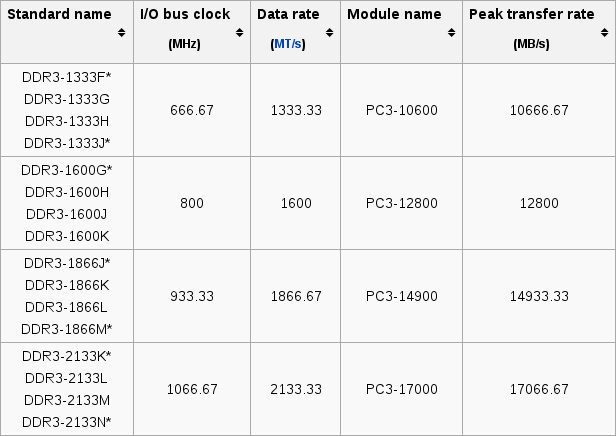 Standard name I/O bus clock (MHz) Data rate (MT/s) Module name Peak transfer rate (MB/s)
DDR3-1333F*
DDR3-1333G
DDR3-1333H
DDR3-1333J*
666.67 1333.33 PC3-10600 10666.67
DDR3-1600G*
DDR3-1600H
DDR3-1600J
DDR3-1600K
800 1600 PC3-12800 12800
DDR3-1866J*
DDR3-1866K
DDR3-1866L
DDR3-1866M*
933.33 1866.67 PC3-14900 14933.33
DDR3-2133K*
DDR3-2133L
DDR3-2133M
DDR3-2133N*
1066.67 2133.33 PC3-17000 17066.67